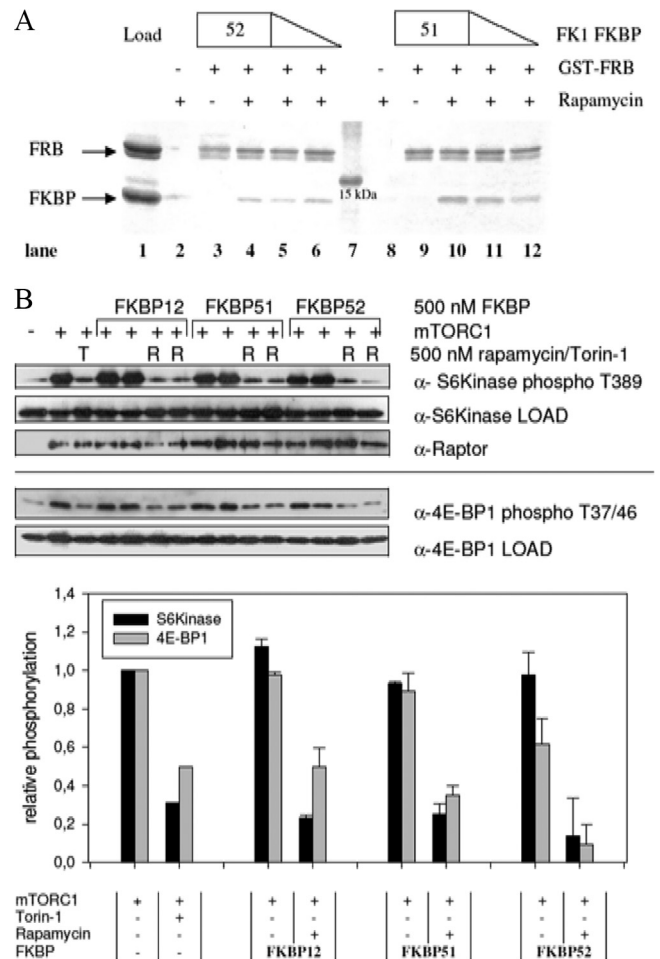 A
Load 52 51 FK1 FKBP
- + + + + - + + + + GST-FRB
+ - + + + + - + + + Rapamycin
FRB
FKBP
15 kDa
lane 1 2 3 4 5 6 7 8 9 10 11 12
B
FKBP12 FKBP51 FKBP52 500 nM FKBP
- + + + + + + + + + + + + + + mTORC1
T R R R R R R 500 nM rapamycin/Torin-1
α- S6Kinase phospho T389
α-S6Kinase LOAD
α-Raptor
α-4E-BP1 phospho T37/46
α-4E-BP1 LOAD
relative phosphorylation
1,4
1,2
1,0
0,8
0,6
0,4
0,2
0,0
S6Kinase
4E-BP1
mTORC1 + + + + + + + +
Torin-1 - + - - - - - -
Rapamycin - - - + - + - +
FKBP - - FKBP12 FKBP51 FKBP52